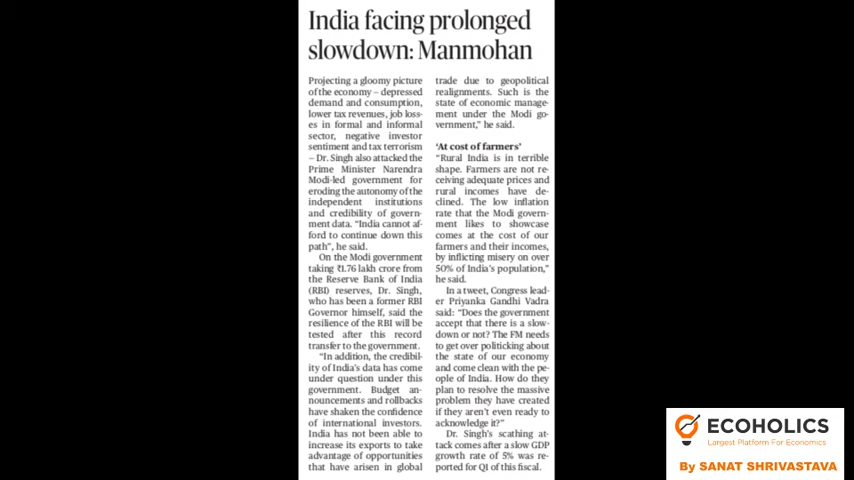 India facing prolonged
slowdown: Manmohan
Projecting a gloomy picture
of the economy – depressed
demand and consumption,
lower tax revenues, job loss-
es in formal and informal
sector, negative investor
sentiment and tax terrorism
– Dr. Singh also attacked the
Prime Minister Narendra
Modi-led government for
eroding the autonomy of the
independent institutions
and credibility of govern-
ment data. “India cannot af-
ford to continue down this
path”, he said.
On the Modi government
taking ₹1.76 lakh crore from
the Reserve Bank of India
(RBI) reserves, Dr. Singh,
who has been a former RBI
Governor himself, said the
resilience of the RBI will be
tested after this record
transfer to the government.
“In addition, the credibil-
ity of India’s data has come
under question under this
government. Budget an-
nouncements and rollbacks
have shaken the confidence
of international investors.
India has not been able to
increase its exports to take
advantage of opportunities
that have arisen in global
trade due to geopolitical
realignments. Such is the
state of economic manage-
ment under the Modi go-
vernment,” he said.
‘At cost of farmers’
“Rural India is in terrible
shape. Farmers are not re-
ceiving adequate prices and
rural incomes have de-
clined. The low inflation
rate that the Modi govern-
ment likes to showcase
comes at the cost of our
farmers and their incomes,
by inflicting misery on over
50% of India’s population,”
he said.
In a tweet, Congress lead-
er Priyanka Gandhi Vadra
said: “Does the government
accept that there is a slow-
down or not? The FM needs
to get over politicking about
the state of our economy
and come clean with the peo-
ple of India. How do they
plan to resolve the massive
problem they have created
if they aren’t even ready to
acknowledge it?”
Dr. Singh’s scathing at-
tack comes after a slow GDP
growth rate of 5% was re-
ported for Q1 of this fiscal.
ECOHOLICS
Largest Platform For Economics
By SANAT SHRIVASTAVA